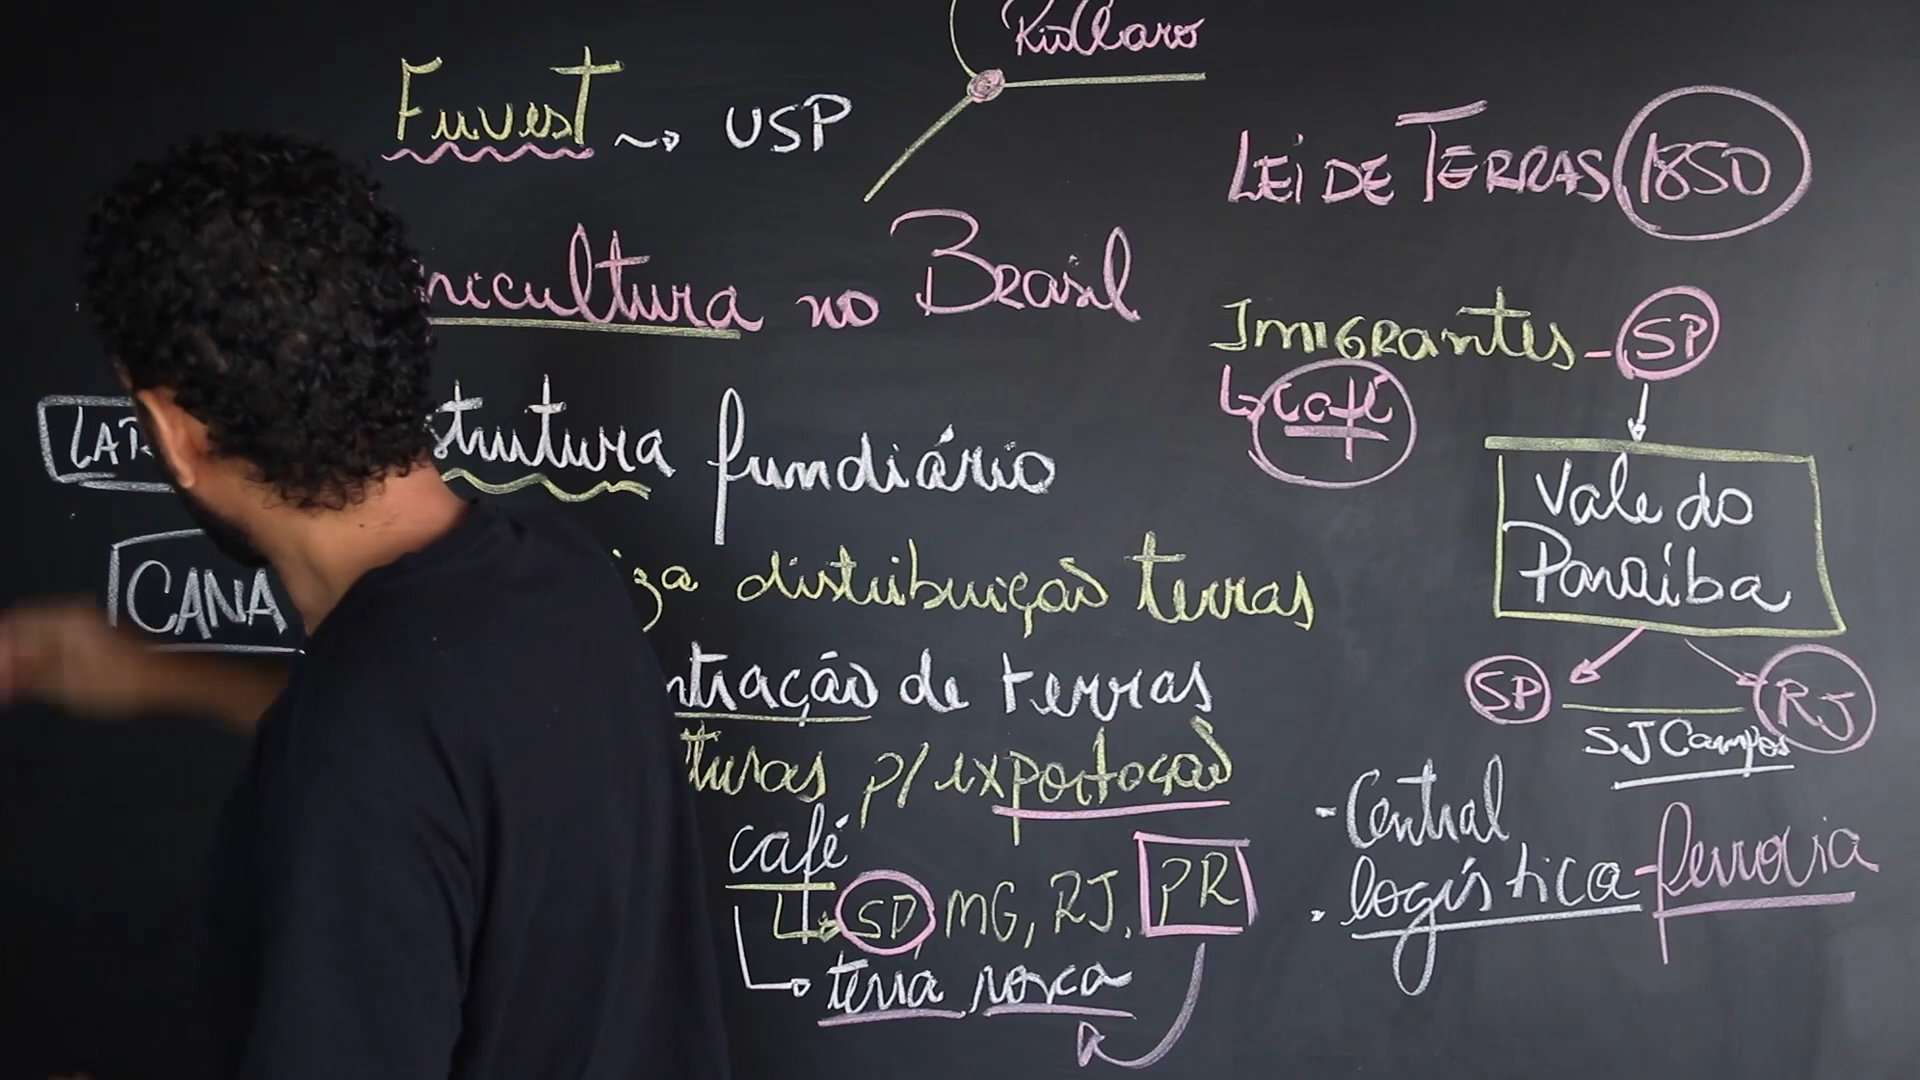 Rio Claro
Fuvest ~> USP
LEI DE TERRAS 1850
nicultura no Brasil
Imigrantes - SP
↳ Café
LAT
strutura fundiário
Vale do
Paraíba
CANA
iza distribuição terras
ntração de terras
SP
RJ
SJ Campos
turas p/ exportação
- Central
. logística - ferrovia
café
↳ SP, MG, RJ, PR
↳ terra roxa